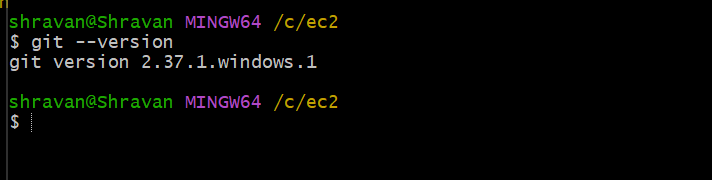 shravan@Shravan MINGW64 /c/ec2
$ git --version
git version 2.37.1.windows.1
shravan@Shravan MINGW64 /c/ec2
$